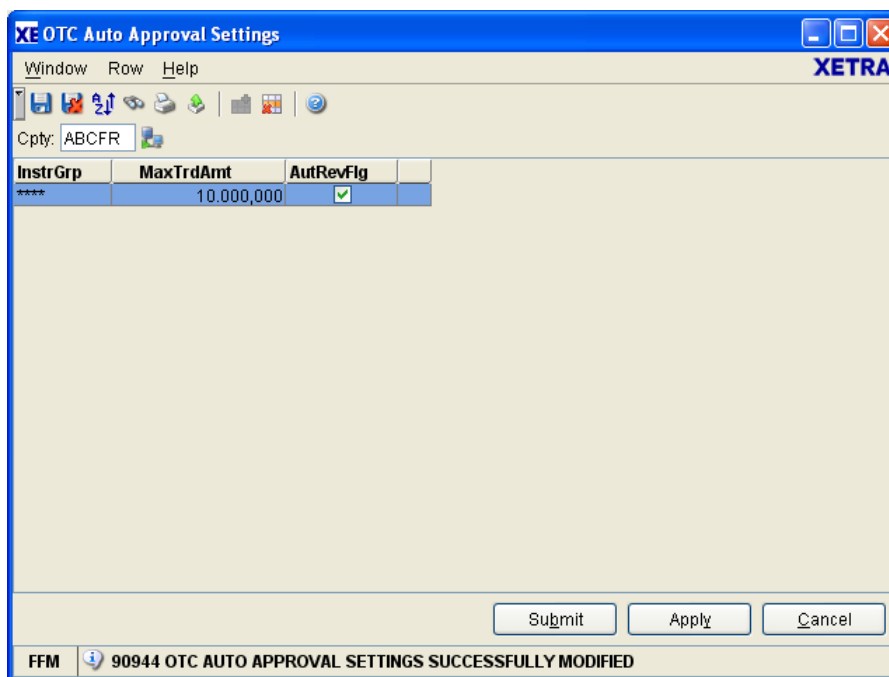 XE OTC Auto Approval Settings
Window Row Help XETRA
Cpty: ABCFR
InstrGrp MaxTrdAmt AutRevFlg
**** 10.000,000
Submit Apply Cancel
FFM 90944 OTC AUTO APPROVAL SETTINGS SUCCESSFULLY MODIFIED